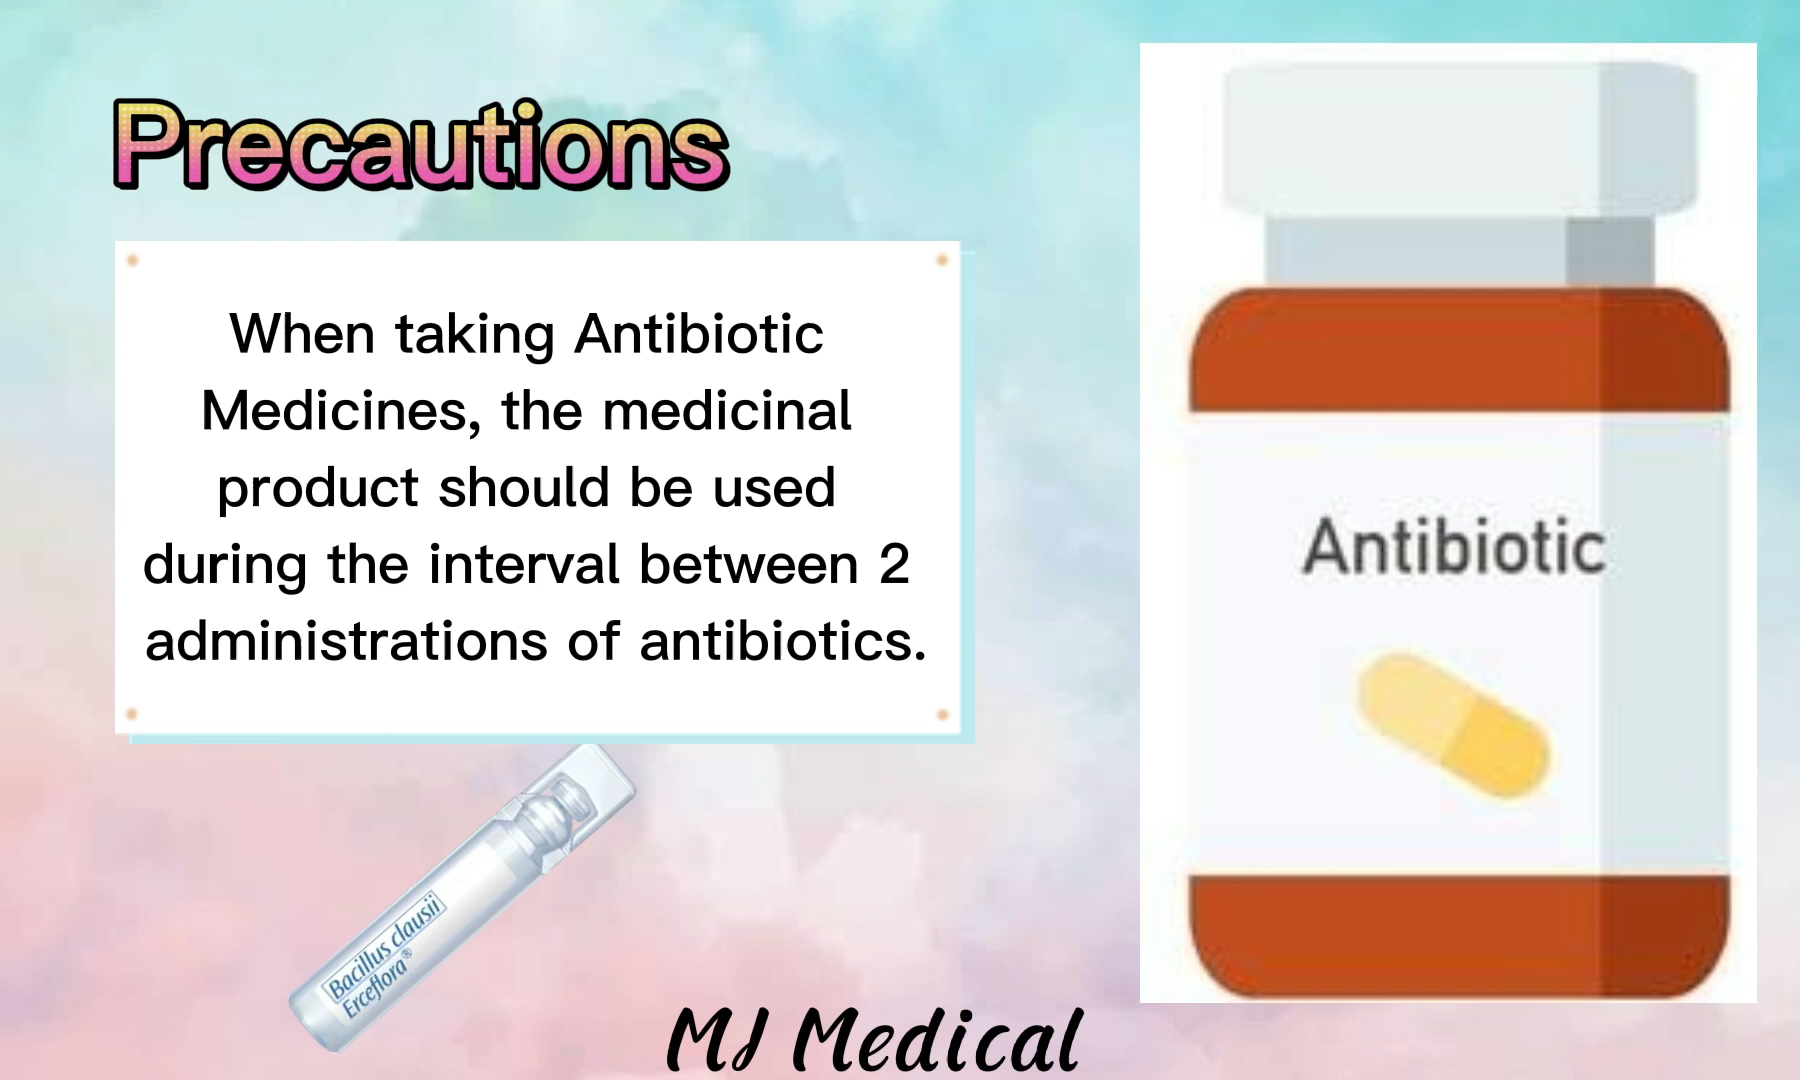 Precautions
When taking Antibiotic
Medicines, the medicinal
product should be used
during the interval between 2
administrations of antibiotics.
Antibiotic
Bacillus clausii
Erceflora®
MJ Medical